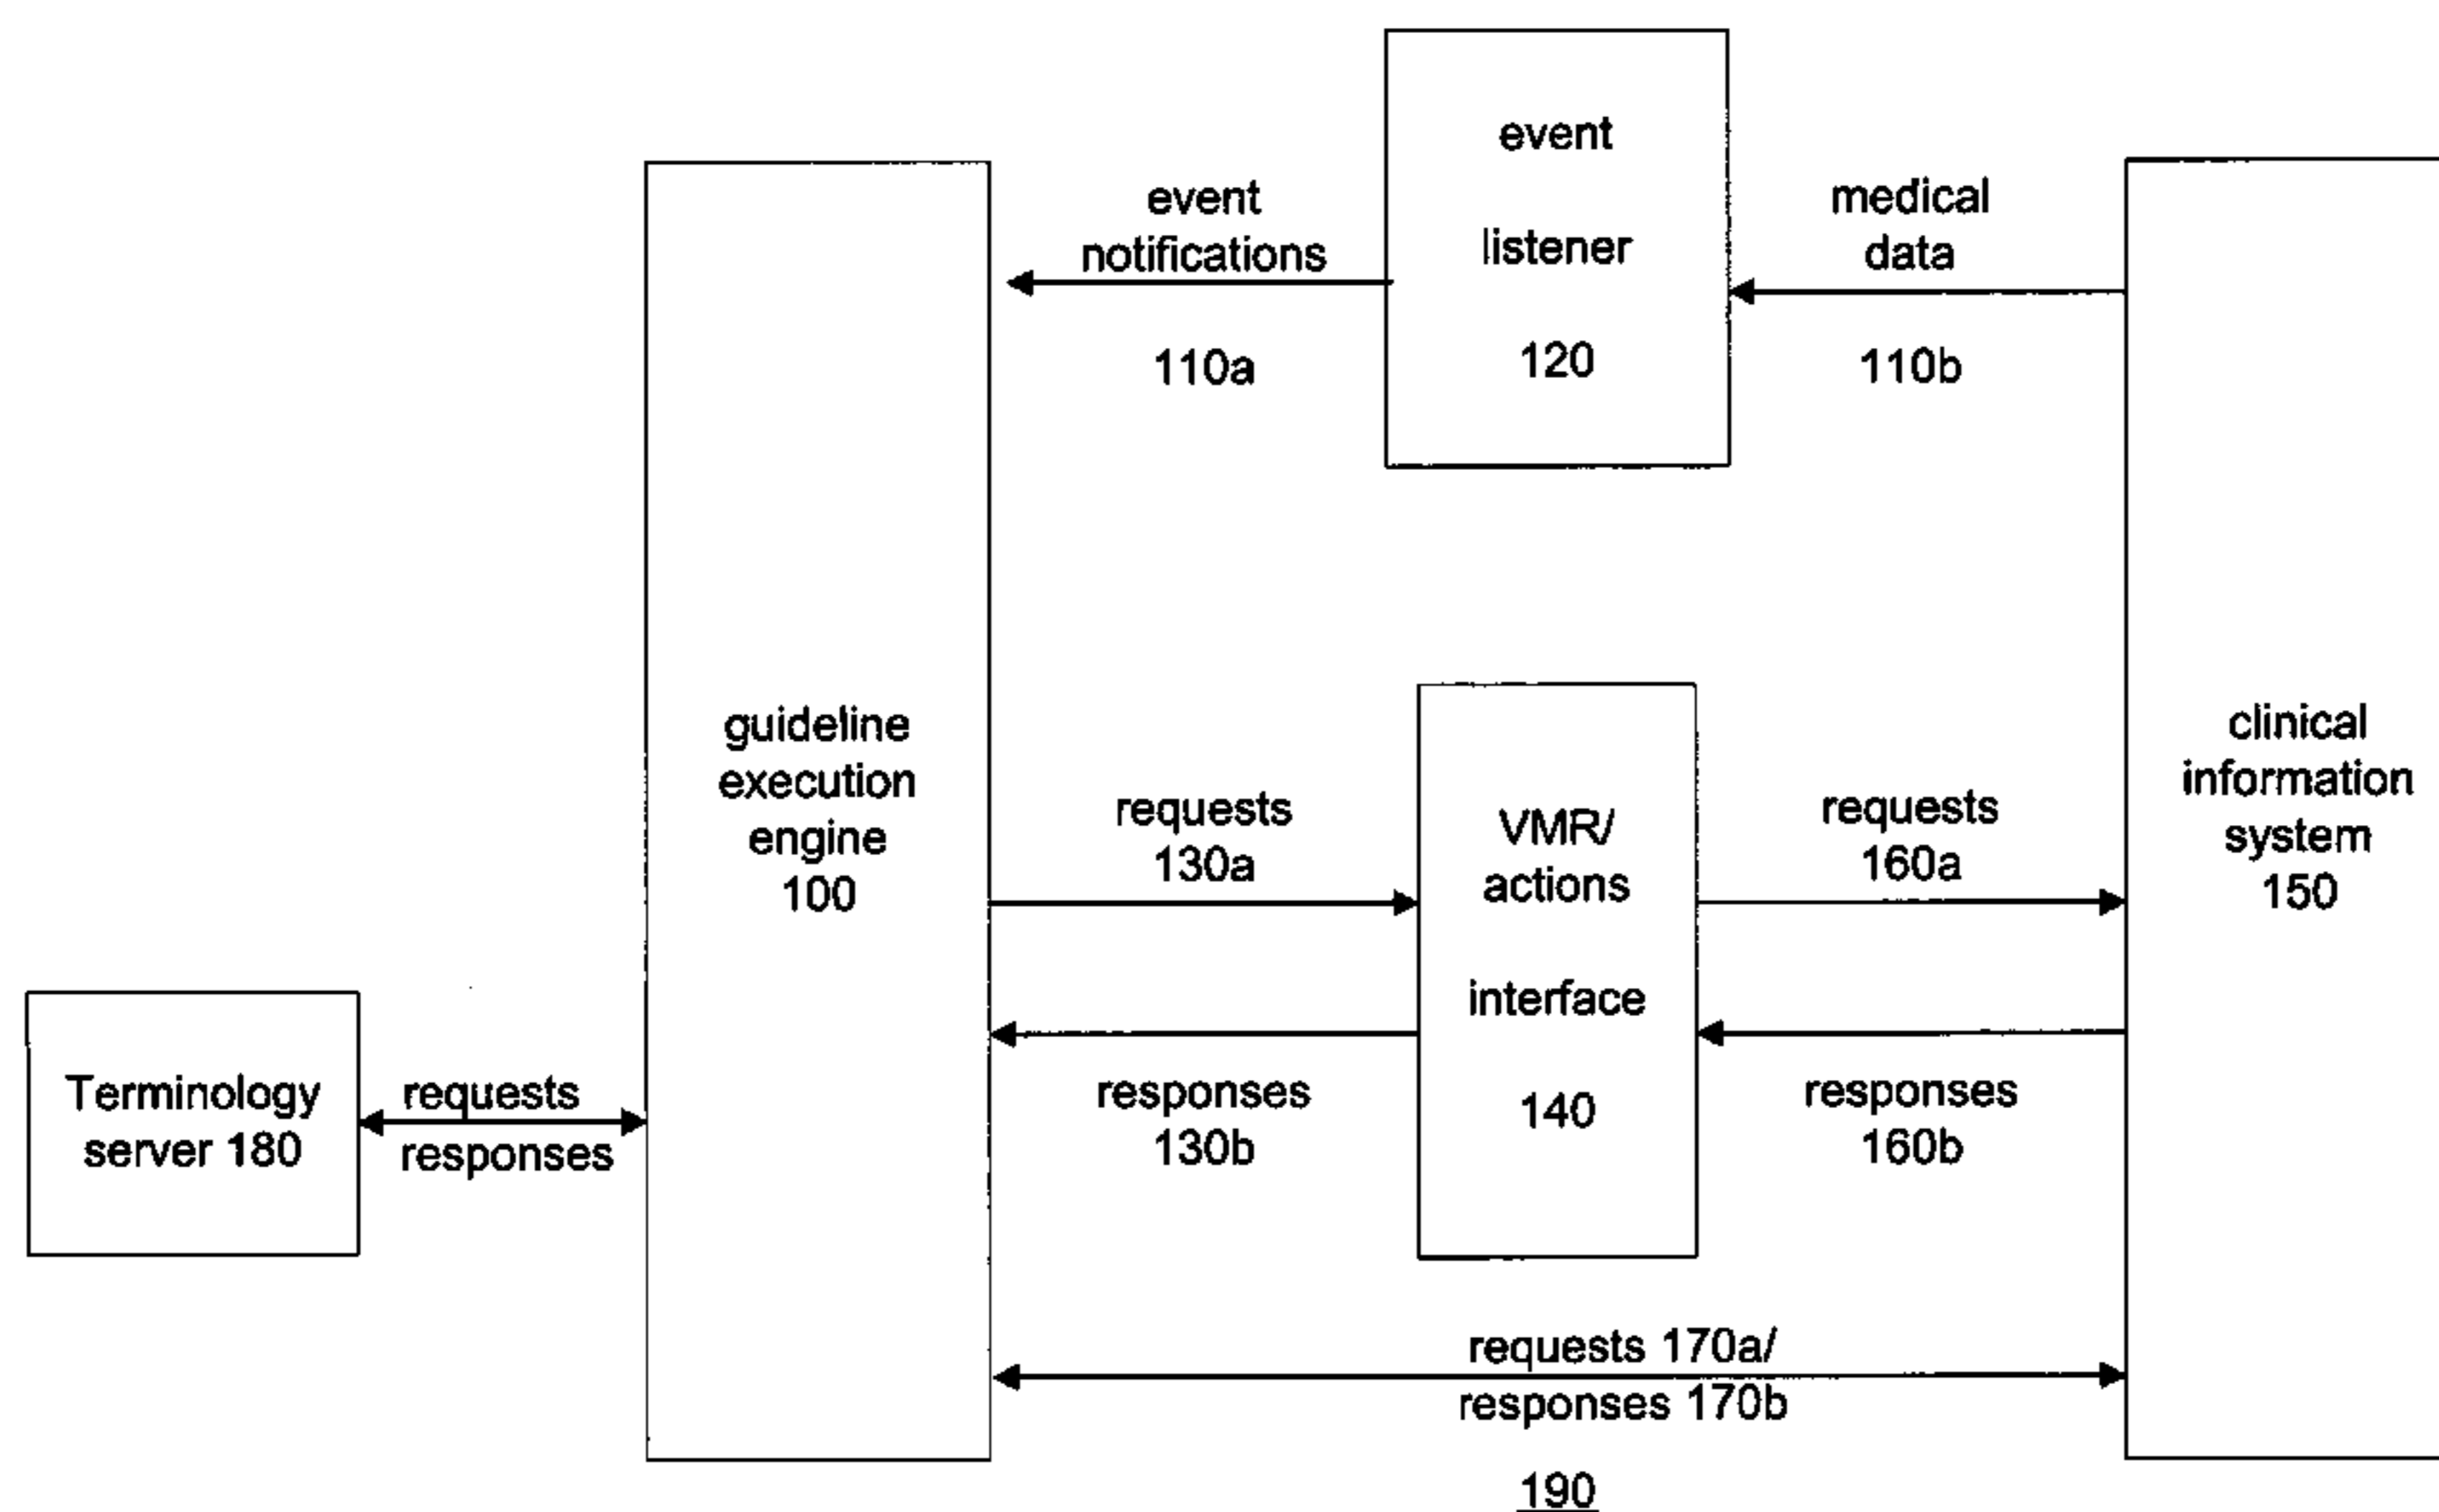 event
listener
120
event
notifications
110a
medical
data
110b
guideline
execution
engine
100
requests
130a
VMR/
actions
interface
140
requests
160a
clinical
information
system
150
responses
130b
responses
160b
Terminology
server 180
requests
responses
requests 170a/
responses 170b
190